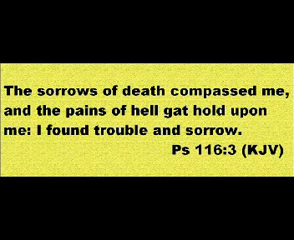 The sorrows of death compassed me,
and the pains of hell gat hold upon
me: I found trouble and sorrow.
Ps 116:3 (KJV)